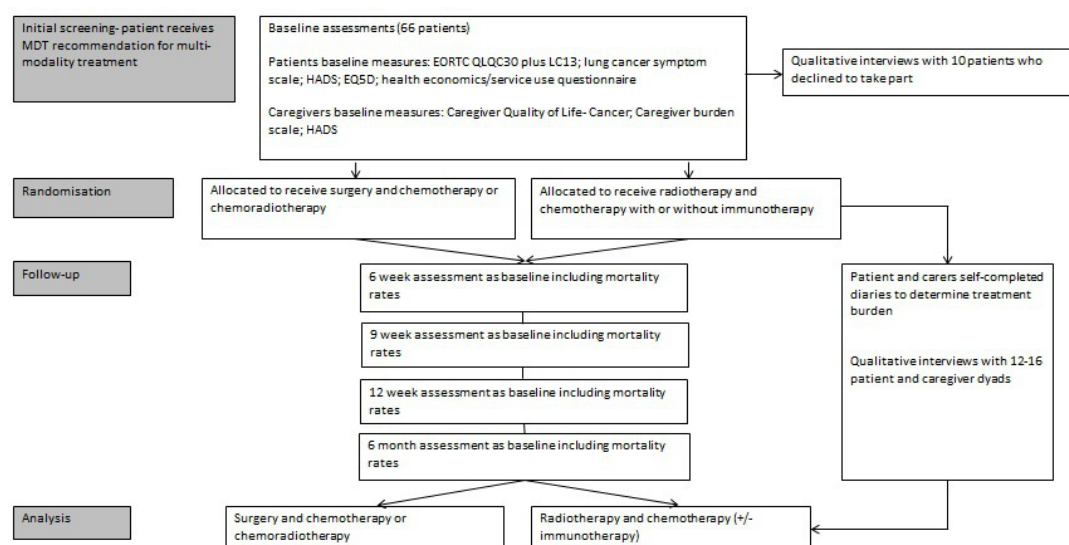 Initial screening- patient receives
MDT recommendation for multi-
modality treatment
Baseline assessments (66 patients)
Patients baseline measures: EORTC QLQC30 plus LC13; lung cancer symptom
scale; HADS; EQ5D; health economics/service use questionnaire
Caregivers baseline measures: Caregiver Quality of Life- Cancer; Caregiver burden
scale; HADS
Qualitative interviews with 10 patients who
declined to take part
Randomisation
Allocated to receive surgery and chemotherapy or
chemoradiotherapy
Allocated to receive radiotherapy and
chemotherapy with or without immunotherapy
Follow-up
6 week assessment as baseline including mortality
rates
9 week assessment as baseline including mortality
rates
12 week assessment as baseline including mortality
rates
6 month assessment as baseline including mortality
rates
Patient and carers self-completed
diaries to determine treatment
burden
Qualitative interviews with 12-16
patient and caregiver dyads
Analysis
Surgery and chemotherapy or
chemoradiotherapy
Radiotherapy and chemotherapy (+/-
immunotherapy)